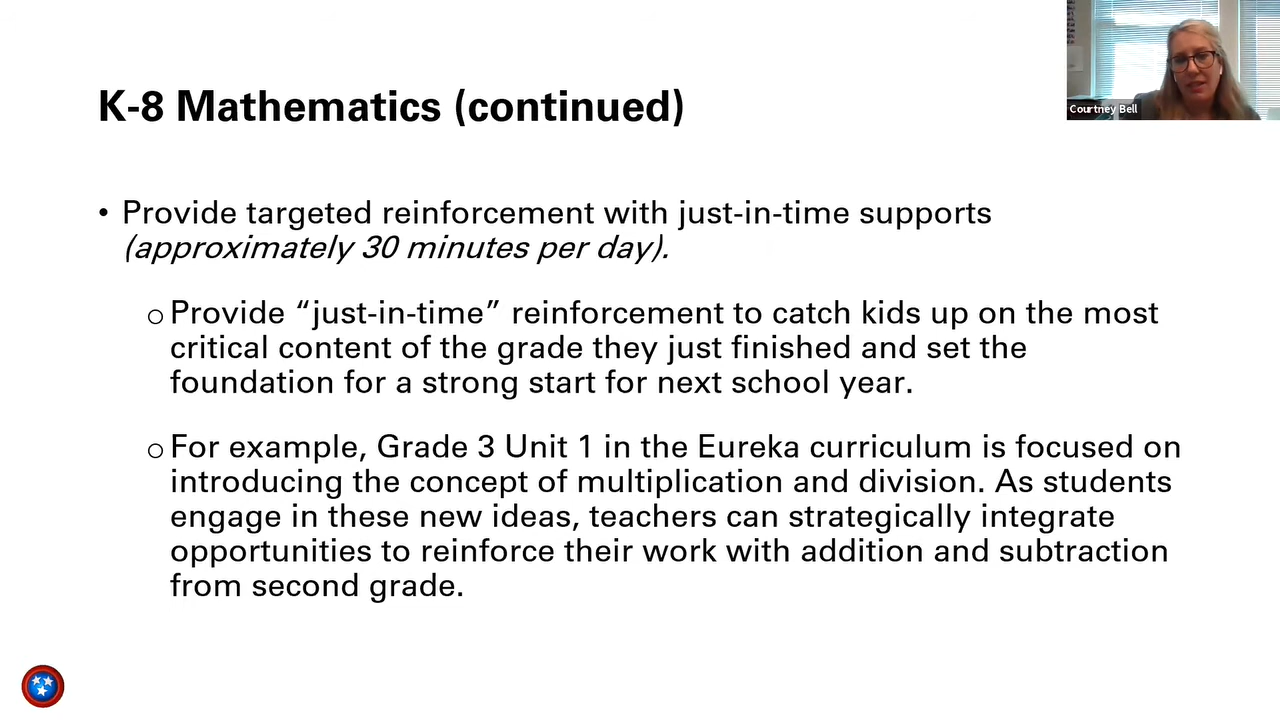 Courtney Bell
K-8 Mathematics (continued)
• Provide targeted reinforcement with just-in-time supports
(approximately 30 minutes per day).
o Provide “just-in-time” reinforcement to catch kids up on the most
critical content of the grade they just finished and set the
foundation for a strong start for next school year.
o For example, Grade 3 Unit 1 in the Eureka curriculum is focused on
introducing the concept of multiplication and division. As students
engage in these new ideas, teachers can strategically integrate
opportunities to reinforce their work with addition and subtraction
from second grade.